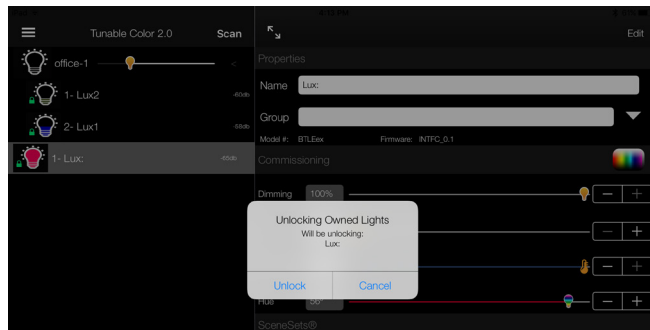 Tunable Color 2.0
Scan
Edit
office-1
<
1- Lux2
-60db
2- Lux1
1- Lux:
Properties
Name
Lux:
Group
Model #: BTLEex
Firmware: INTFC_0.1
Commissioning
Dimming
100%
Unlocking Owned Lights
Will be unlocking:
Lux:
Unlock
Cancel
Hue
56°
SceneSets®